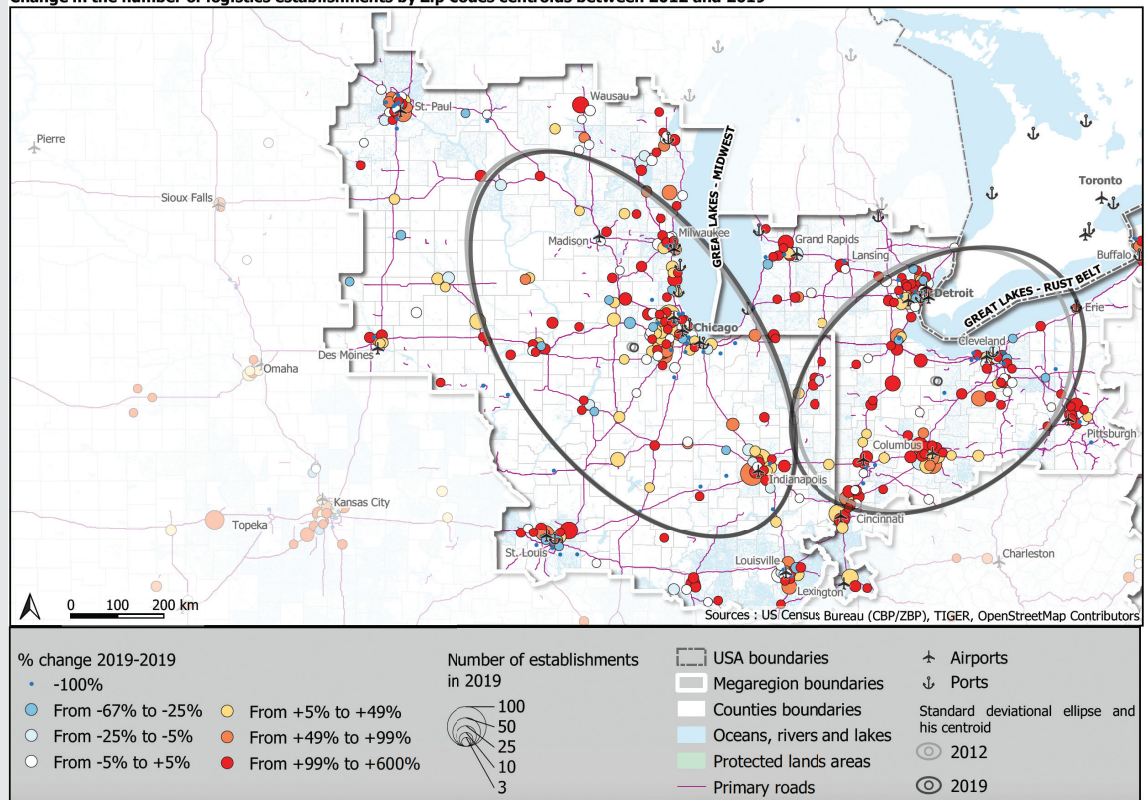 Change in the number of logistics establishments by Zip Codes centroids between 2012 and 2019
Wausau
St. Paul
Pierre
GREAT LAKES - MIDWEST
Toronto
Sioux Falls
Madison
Milwaukee
Grand Rapids
Lansing
Buffalo
Detroit
GREAT LAKES - RUST BELT
Erie
Chicago
Cleveland
Des Moines
Omaha
Pittsburgh
Columbus
Indianapolis
Kansas City
Topeka
Cincinnati
St. Louis
Louisville
Charleston
Lexington
0 100 200 km
Sources : US Census Bureau (CBP/ZBP), TIGER, OpenStreetMap Contributors
% change 2019-2019
-100%
From -67% to -25%
From -25% to -5%
From -5% to +5%
From +5% to +49%
From +49% to +99%
From +99% to +600%
Number of establishments
in 2019
100
50
25
10
3
USA boundaries
Megaregion boundaries
Counties boundaries
Oceans, rivers and lakes
Protected lands areas
Primary roads
Airports
Ports
Standard deviational ellipse and
his centroid
2012
2019